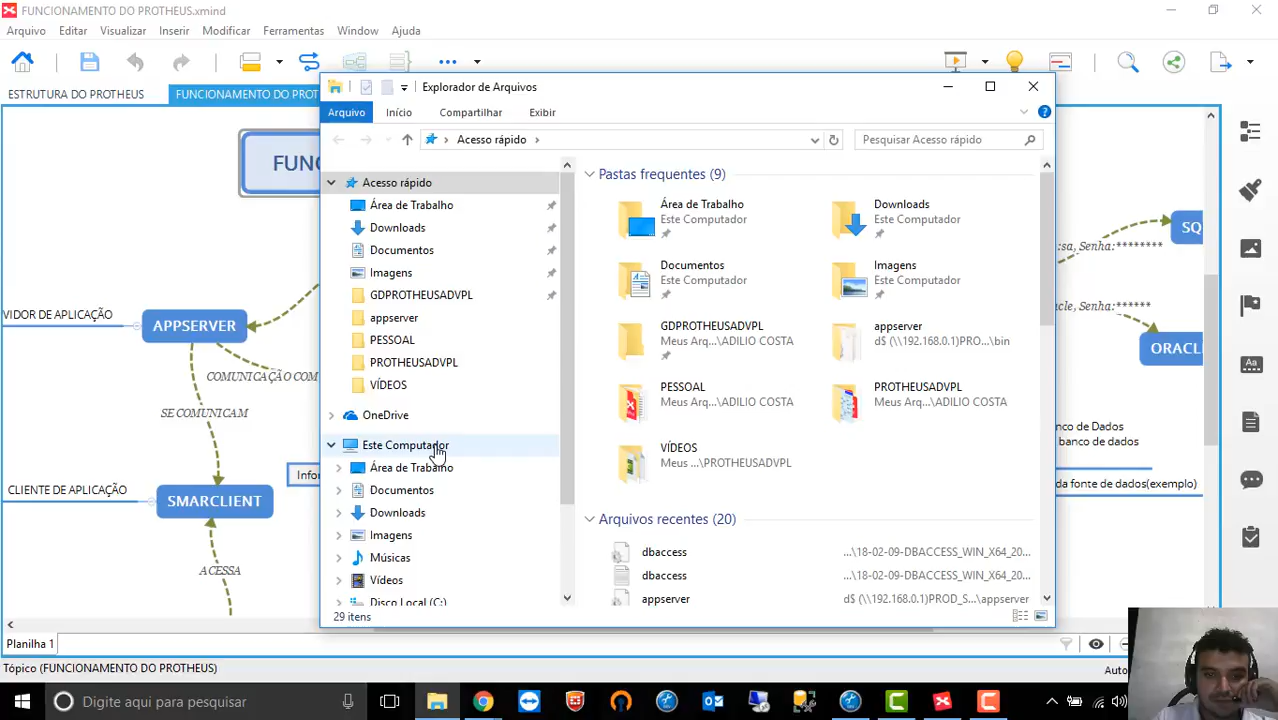 FUNCIONAMENTO DO PROTHEUS.xmind
Arquivo Editar Visualizar Inserir Modificar Ferramentas Window Ajuda
ESTRUTURA DO PROTHEUS
FUNCIONAMENTO DO PROT
FUNC
VIDOR DE APLICAÇÃO
APPSERVER
COMUNICAÇÃO COM
SE COMUNICAM
Infor
CLIENTE DE APLICAÇÃO
SMARCLIENT
ACESSA
Explorador de Arquivos
Arquivo Início Compartilhar Exibir
Acesso rápido
Pesquisar Acesso rápido
Acesso rápido
Área de Trabalho
Downloads
Documentos
Imagens
GDPROTHEUSADVPL
appserver
PESSOAL
PROTHEUSADVPL
VÍDEOS
OneDrive
Este Computador
Área de Trabalho
Documentos
Downloads
Imagens
Músicas
Vídeos
Disco Local (C:)
29 itens
Pastas frequentes (9)
Área de Trabalho
Este Computador
Downloads
Este Computador
Documentos
Este Computador
Imagens
Este Computador
GDPROTHEUSADVPL
Meus Arq...\ADILIO COSTA
appserver
d$ (\\192.168.0.1)PRO...\bin
PESSOAL
Meus Arq...\ADILIO COSTA
PROTHEUSADVPL
Meus Arq...\ADILIO COSTA
VÍDEOS
Meus ...\PROTHEUSADVPL
Arquivos recentes (20)
dbaccess ...\18-02-09-DBACCESS_WIN_X64_20...
dbaccess ...\18-02-09-DBACCESS_WIN_X64_20...
appserver d$ (\\192.168.0.1)PROD_S...\appserver
SQ
:sa, Senha:********
cle, Senha:******
ORACL
o Banco de Dados
banco de dados
da fonte de dados(exemplo)
Planilha 1
Tópico (FUNCIONAMENTO DO PROTHEUS)
Auto
Digite aqui para pesquisar